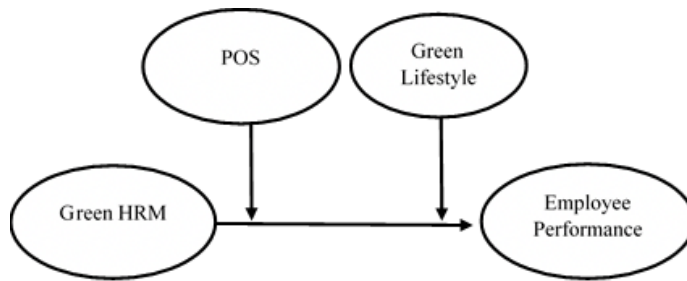 POS
Green
Lifestyle
Green HRM
Employee
Performance